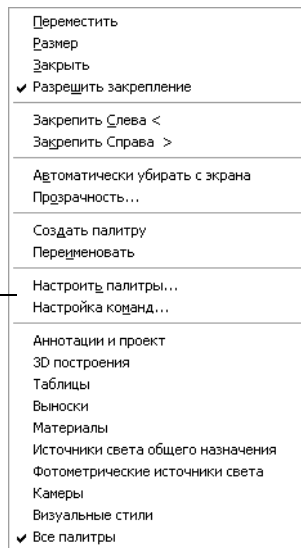 Переместить
Размер
Закрыть
Разрешить закрепление
Закрепить Слева <
Закрепить Справа >
Автоматически убирать с экрана
Прозрачность...
Создать палитру
Переименовать
Настроить палитры...
Настройка команд...
Аннотации и проект
3D построения
Таблицы
Выноски
Материалы
Источники света общего назначения
Фотометрические источники света
Камеры
Визуальные стили
Все палитры